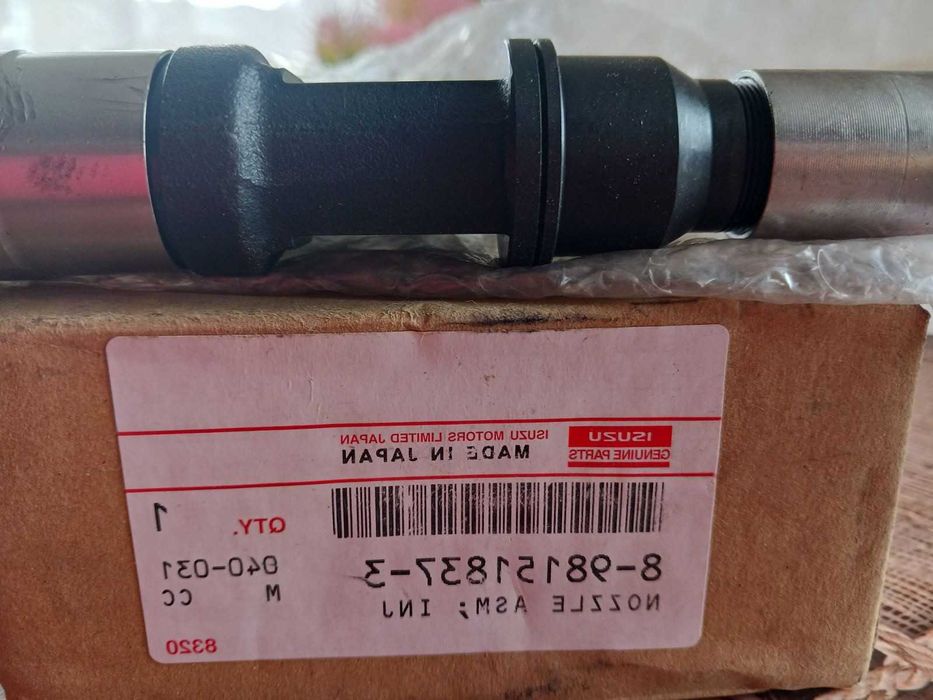 ISUZU
GENUINE PARTS
ISUZU MOTORS LIMITED JAPAN
MADE IN JAPAN
QTY. 1
8-98151837-3
040-031
NOZZLE ASM; INJ
M CC
8320